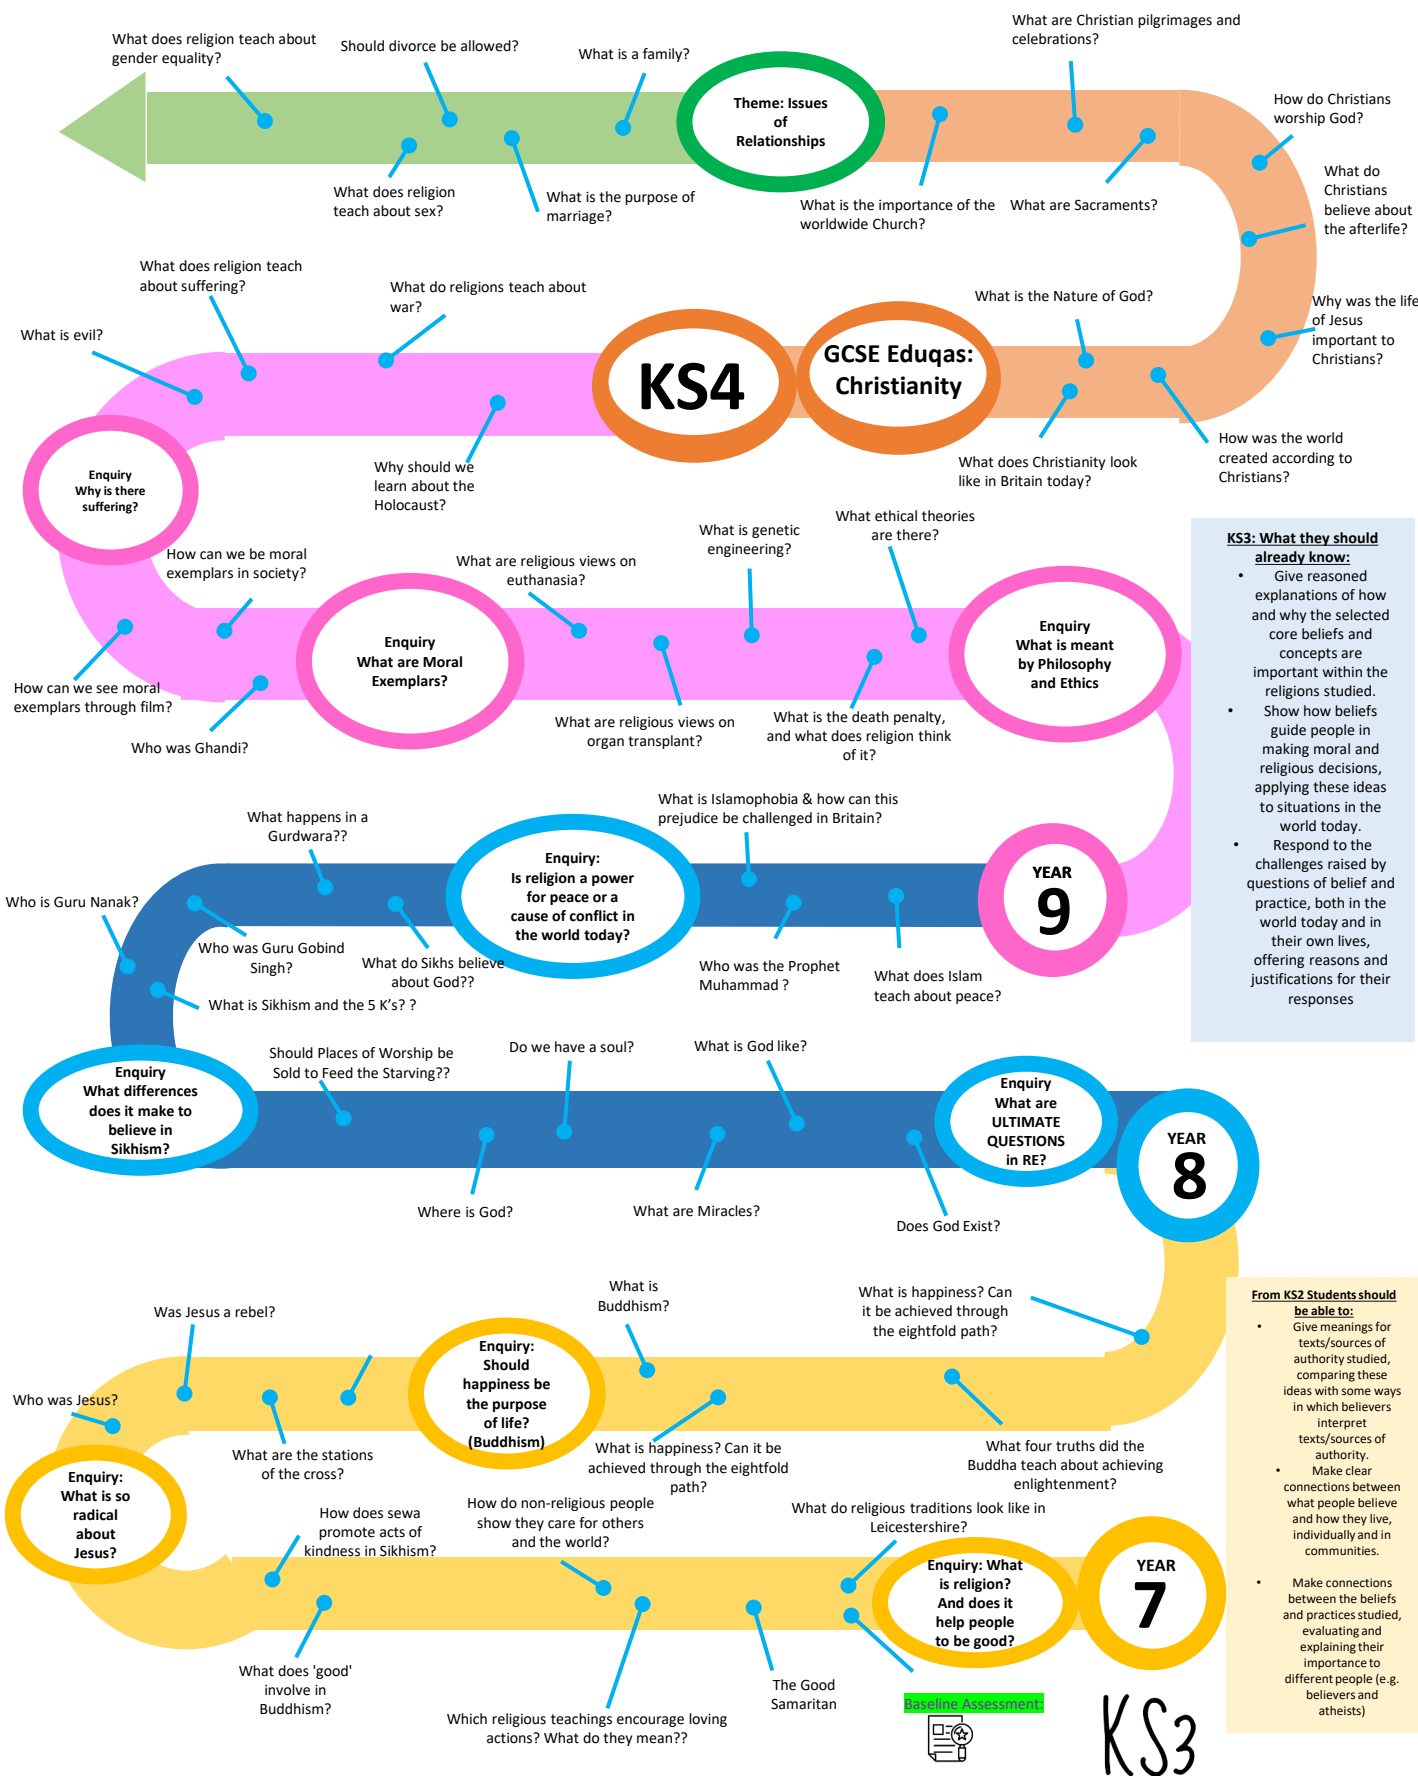 What does religion teach about
gender equality?
Should divorce be allowed?
What is a family?
What are Christian pilgrimages and
celebrations?
Theme: Issues
of
Relationships
How do Christians
worship God?
What do
Christians
believe about
the afterlife?
What does religion
teach about sex?
What is the purpose of
marriage?
What is the importance of the
worldwide Church?
What are Sacraments?
What does religion teach
about suffering?
What do religions teach about
war?
What is the Nature of God?
Why was the life
of Jesus
important to
Christians?
What is evil?
KS4
GCSE Eduqas:
Christianity
Enquiry
Why is there
suffering?
Why should we
learn about the
Holocaust?
What does Christianity look
like in Britain today?
How was the world
created according to
Christians?
How can we be moral
exemplars in society?
What are religious views on
euthanasia?
What is genetic
engineering?
What ethical theories
are there?
KS3: What they should
already know:
• Give reasoned
explanations of how
and why the selected
core beliefs and
concepts are
important within the
religions studied.
• Show how beliefs
guide people in
making moral and
religious decisions,
applying these ideas
to situations in the
world today.
• Respond to the
challenges raised by
questions of belief and
practice, both in the
world today and in
their own lives,
offering reasons and
justifications for their
responses
Enquiry
What are Moral
Exemplars?
Enquiry
What is meant
by Philosophy
and Ethics
How can we see moral
exemplars through film?
Who was Ghandi?
What are religious views on
organ transplant?
What is the death penalty,
and what does religion think
of it?
What happens in a
Gurdwara??
What is Islamophobia & how can this
prejudice be challenged in Britain?
Enquiry:
Is religion a power
for peace or a
cause of conflict in
the world today?
YEAR
9
Who is Guru Nanak?
Who was Guru Gobind
Singh?
What do Sikhs believe
about God??
Who was the Prophet
Muhammad ?
What does Islam
teach about peace?
What is Sikhism and the 5 K's? ?
Enquiry
What differences
does it make to
believe in
Sikhism?
Should Places of Worship be
Sold to Feed the Starving??
Do we have a soul?
What is God like?
Enquiry
What are
ULTIMATE
QUESTIONS
in RE?
YEAR
8
Where is God?
What are Miracles?
Does God Exist?
Was Jesus a rebel?
What is
Buddhism?
What is happiness? Can
it be achieved through
the eightfold path?
From KS2 Students should
be able to:
• Give meanings for
texts/sources of
authority studied,
comparing these
ideas with some ways
in which believers
interpret
texts/sources of
authority.
• Make clear
connections between
what people believe
and how they live,
individually and in
communities.
• Make connections
between the beliefs
and practices studied,
evaluating and
explaining their
importance to
different people (e.g.
believers and
atheists)
Who was Jesus?
Enquiry:
Should
happiness be
the purpose
of life?
(Buddhism)
What are the stations
of the cross?
What is happiness? Can it be
achieved through the eightfold
path?
What four truths did the
Buddha teach about achieving
enlightenment?
Enquiry:
What is so
radical
about
Jesus?
How does sewa
promote acts of
kindness in Sikhism?
How do non-religious people
show they care for others
and the world?
What do religious traditions look like in
Leicestershire?
Enquiry: What
is religion?
And does it
help people
to be good?
YEAR
7
What does 'good'
involve in
Buddhism?
Which religious teachings encourage loving
actions? What do they mean??
The Good
Samaritan
Baseline Assessment:
KS3